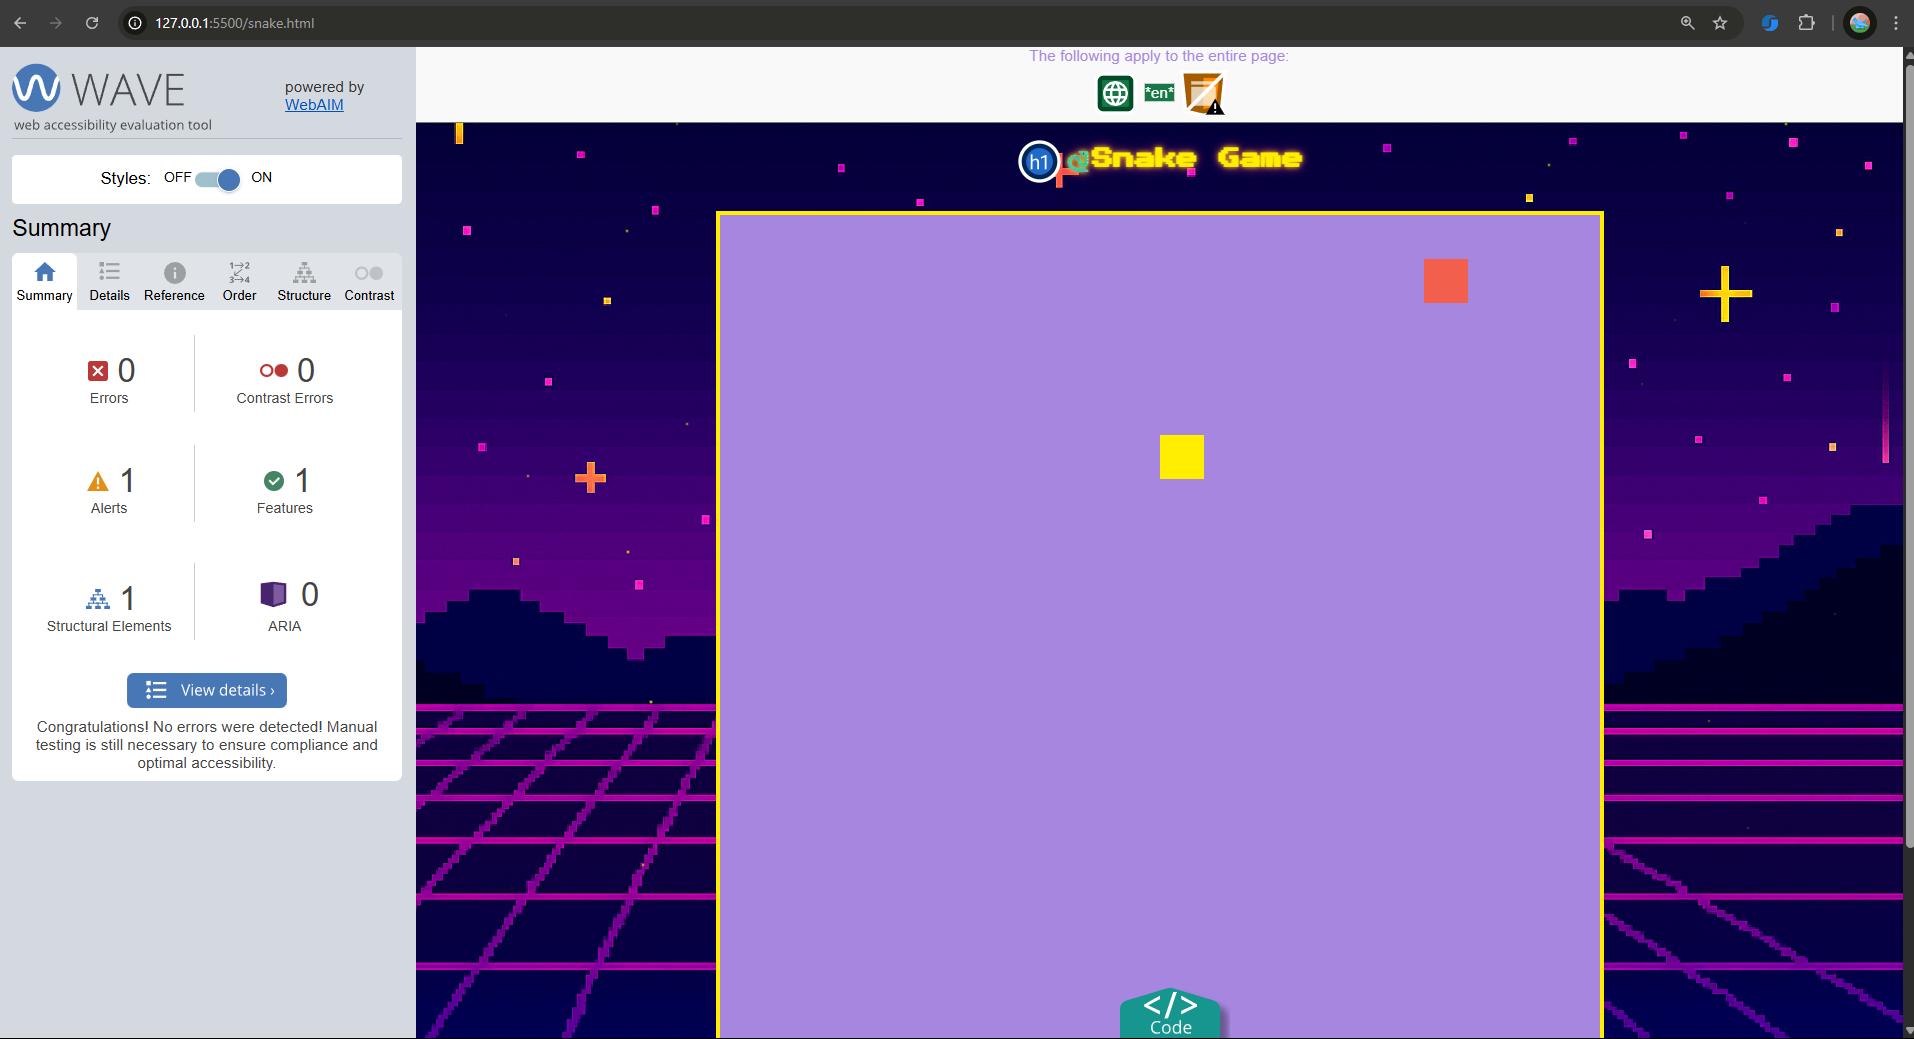 127.0.0.1:5500/snake.html
WAVE
powered by
WebAIM
web accessibility evaluation tool
Styles: OFF ON
Summary
Summary Details Reference Order Structure Contrast
0 Errors
0 Contrast Errors
1 Alerts
1 Features
1 Structural Elements
0 ARIA
View details ›
Congratulations! No errors were detected! Manual
testing is still necessary to ensure compliance and
optimal accessibility.
The following apply to the entire page:
*en*
h1 Snake Game
</>
Code